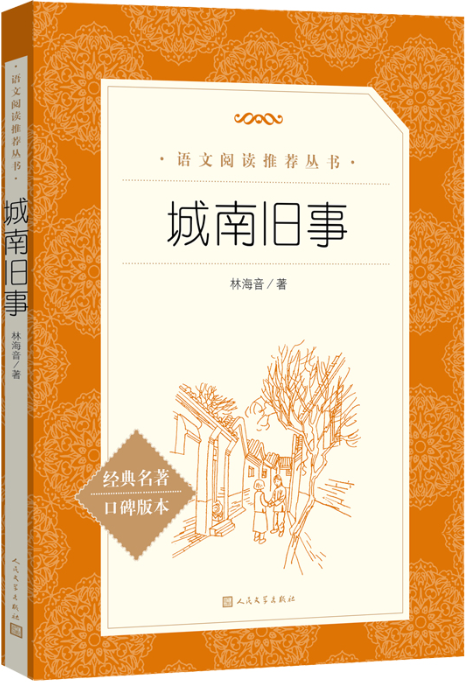 ·语文阅读推荐丛书·
城南旧事
林海音/著
经典名著
口碑版本
人民文学出版社
·语文阅读推荐丛书·
城南旧事
林海音/著
人民文学出版社